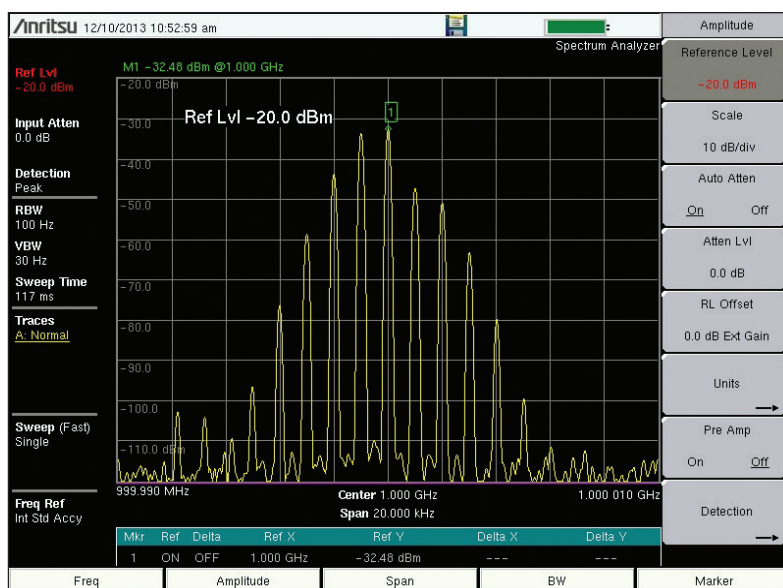 Anritsu 12/10/2013 10:52:59 am
Spectrum Analyzer
M1 -32.48 dBm @1.000 GHz
Ref Lvl
-20.0 dBm
Input Atten
0.0 dB
Detection
Peak
RBW
100 Hz
VBW
30 Hz
Sweep Time
117 ms
Traces
A: Normal
Sweep (Fast)
Single
Freq Ref
Int Std Accy
-20.0 dBm
Ref Lvl -20.0 dBm
1
-30.0
-40.0
-50.0
-60.0
-70.0
-80.0
-90.0
-100.0
-110.0 dBm
999.990 MHz
Center 1.000 GHz
1.000 010 GHz
Span 20.000 kHz
Mkr Ref Delta Ref X Ref Y Delta X Delta Y
1 ON OFF 1.000 GHz -32.48 dBm --- ---
Amplitude
Reference Level
-20.0 dBm
Scale
10 dB/div
Auto Atten
On Off
Atten Lvl
0.0 dB
RL Offset
0.0 dB Ext Gain
Units
Pre Amp
On Off
Detection
Freq Amplitude Span BW Marker